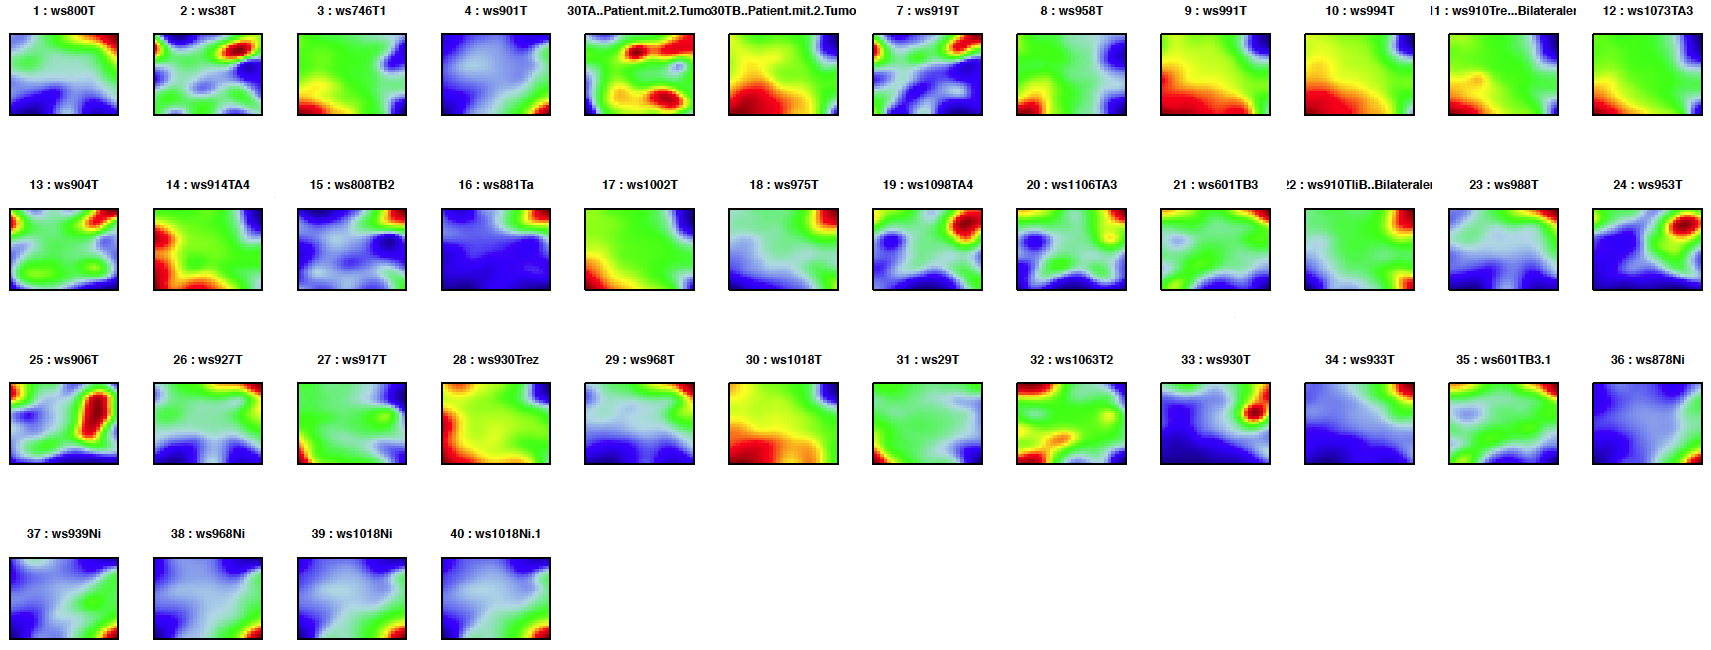 1 : ws800T
2 : ws38T
3 : ws746T1
4 : ws901T
30TA..Patient.mit.2.Tumo
30TB..Patient.mit.2.Tumo
7 : ws919T
8 : ws958T
9 : ws991T
10 : ws994T
11 : ws910Tre...Bilateraler
12 : ws1073TA3
13 : ws904T
14 : ws914TA4
15 : ws808TB2
16 : ws881Ta
17 : ws1002T
18 : ws975T
19 : ws1098TA4
20 : ws1106TA3
21 : ws601TB3
22 : ws910TliB..Bilateraler
23 : ws988T
24 : ws953T
25 : ws906T
26 : ws927T
27 : ws917T
28 : ws930Trez
29 : ws968T
30 : ws1018T
31 : ws29T
32 : ws1063T2
33 : ws930T
34 : ws933T
35 : ws601TB3.1
36 : ws878Ni
37 : ws939Ni
38 : ws968Ni
39 : ws1018Ni
40 : ws1018Ni.1